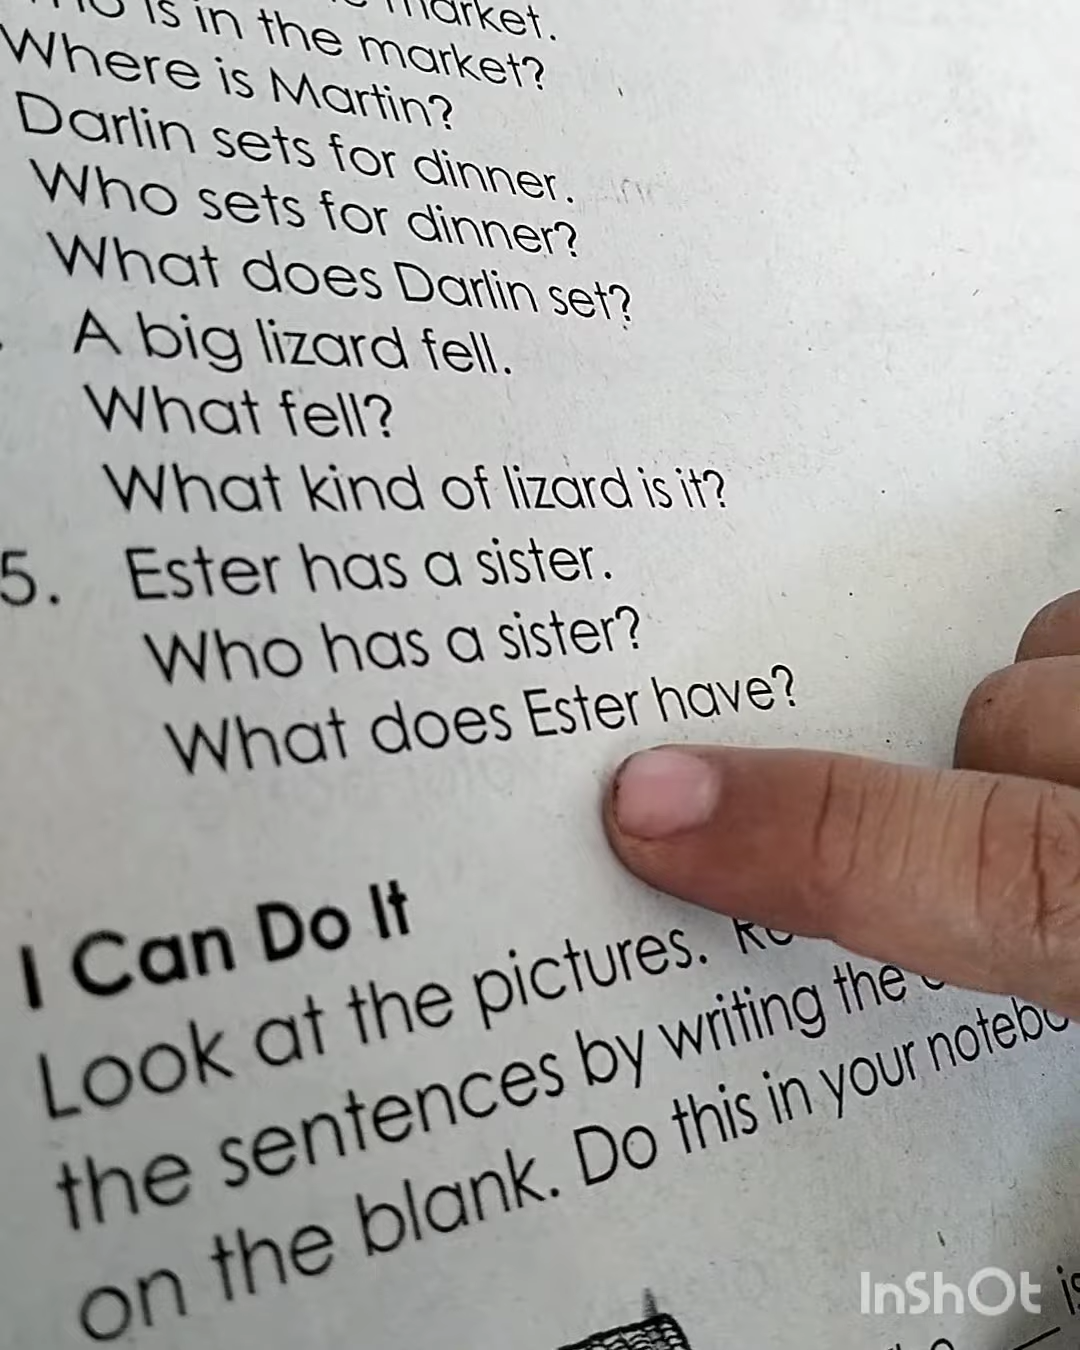 market.
is in the market?
Where is Martin?
Darlin sets for dinner.
Who sets for dinner?
What does Darlin set?
A big lizard fell.
What fell?
What kind of lizard is it?
5. Ester has a sister.
Who has a sister?
What does Ester have?
I Can Do It
Look at the pictures.
the sentences by writing the
on the blank. Do this in your
InShOt